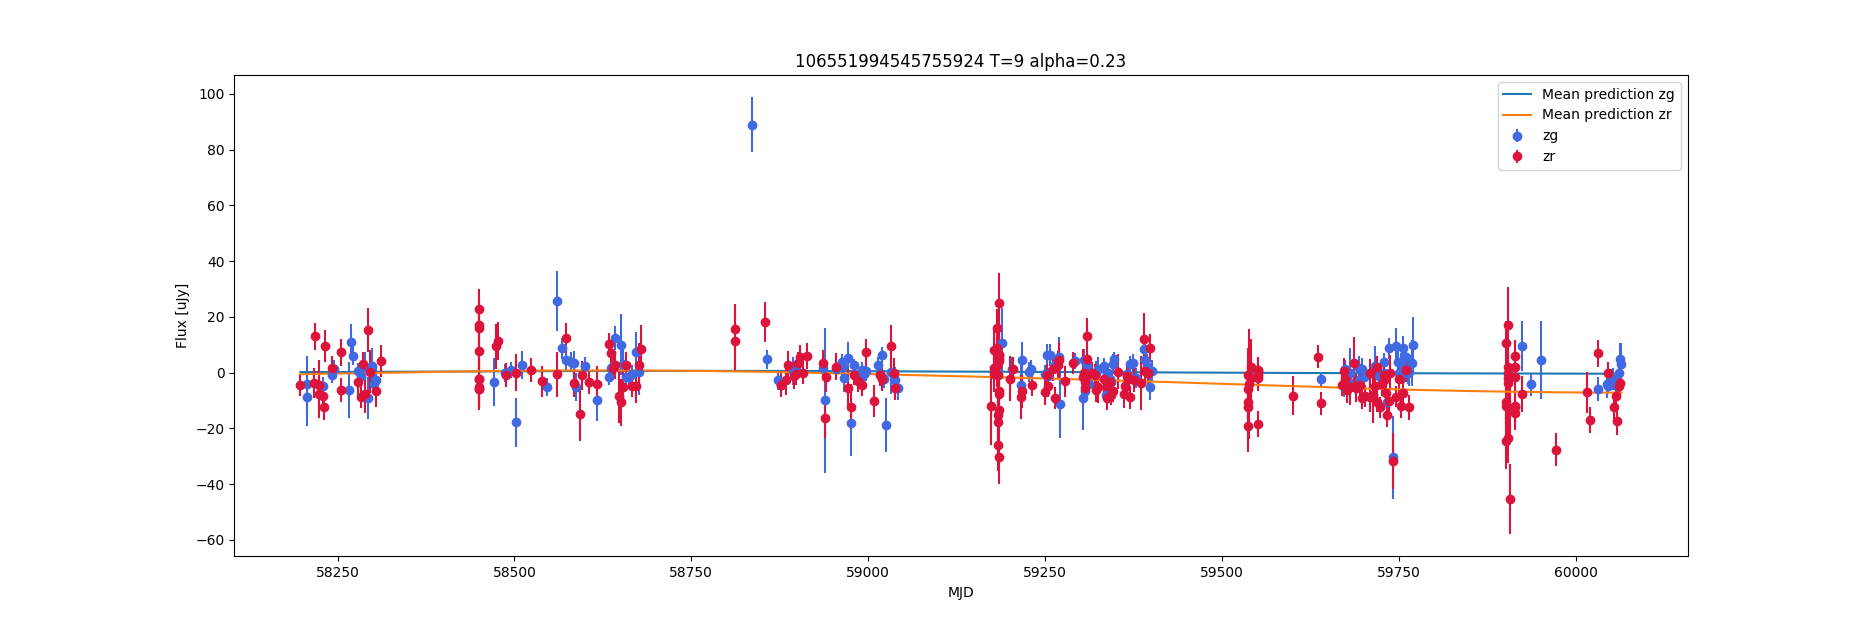 106551994545755924 T=9 alpha=0.23
Mean prediction zg
Mean prediction zr
zg
zr
Flux [uJy]
100
80
60
40
20
0
−20
−40
−60
58250 58500 58750 59000 59250 59500 59750 60000
MJD